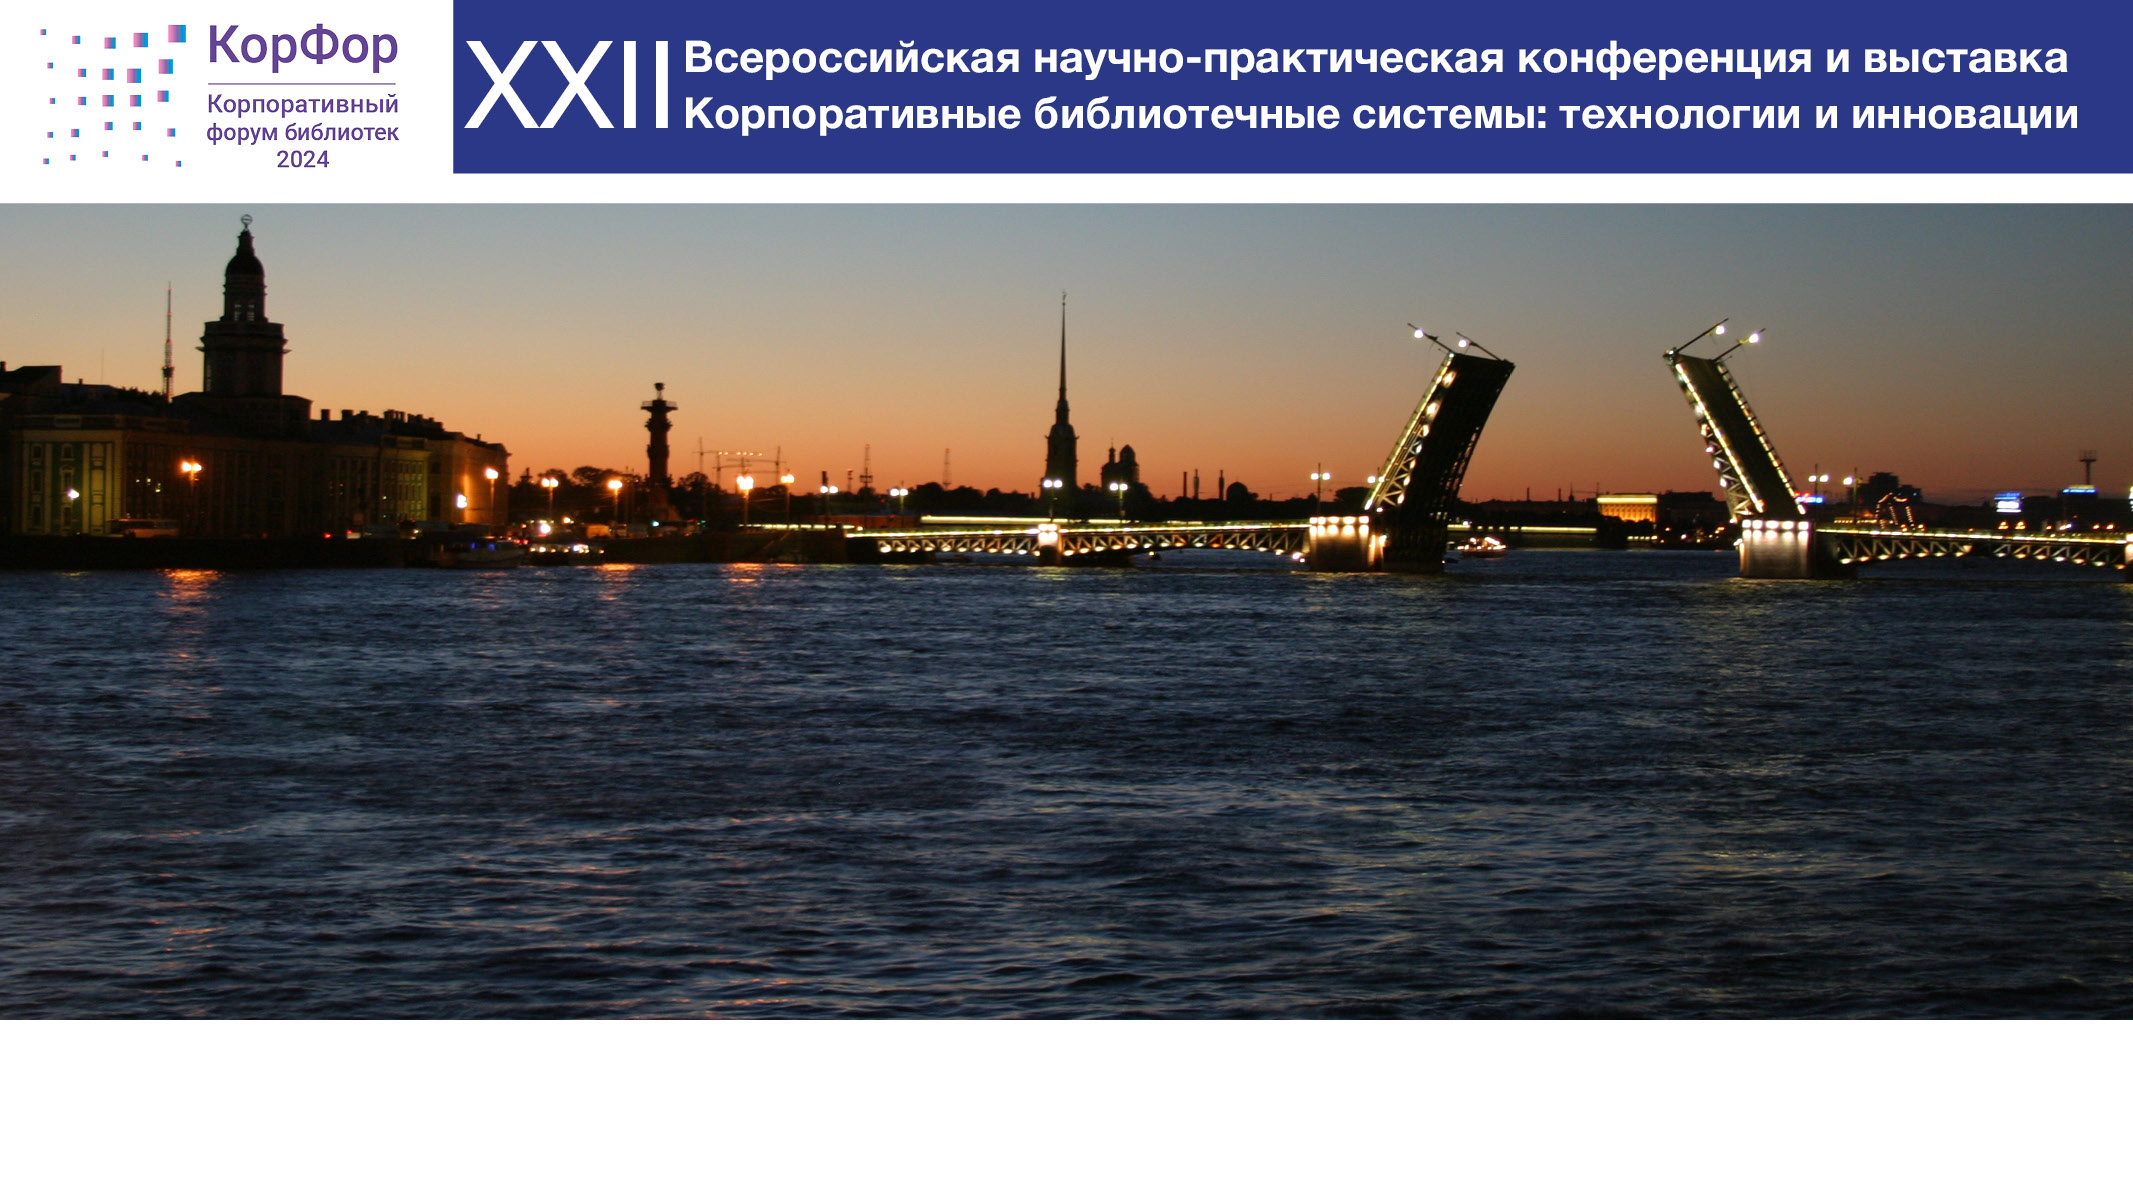 КорФор
Корпоративный
форум библиотек
2024
XXII
Всероссийская научно-практическая конференция и выставка
Корпоративные библиотечные системы: технологии и инновации